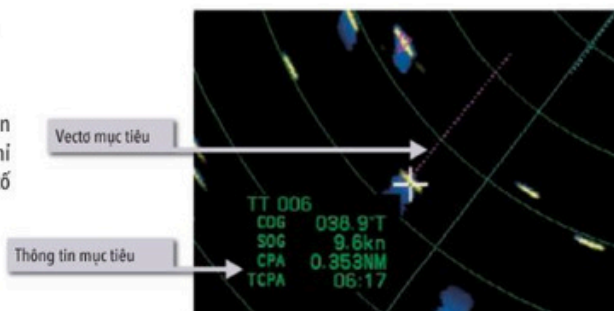 Vectơ mục tiêu
TT 006
COG 038.9°T
SOG 9.6kn
CPA 0.353NM
TCPA 06:17
Thông tin mục tiêu